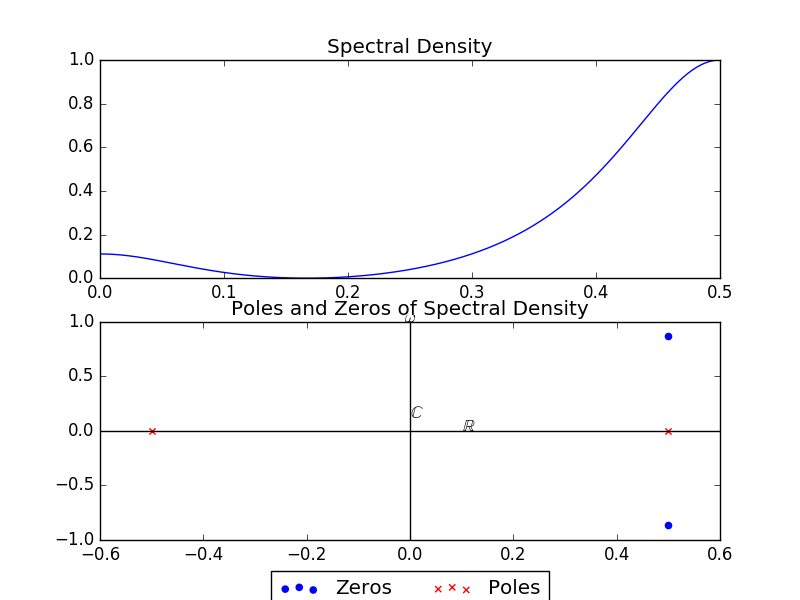 Spectral Density
1.0
0.8
0.6
0.4
0.2
0.0
0.0 0.1 0.2 0.3 0.4 0.5
Poles and Zeros of Spectral Density
ω
1.0
0.5
0.0
−0.5
−1.0
ℂ
ℝ
−0.6 −0.4 −0.2 0.0 0.2 0.4 0.6
Zeros Poles